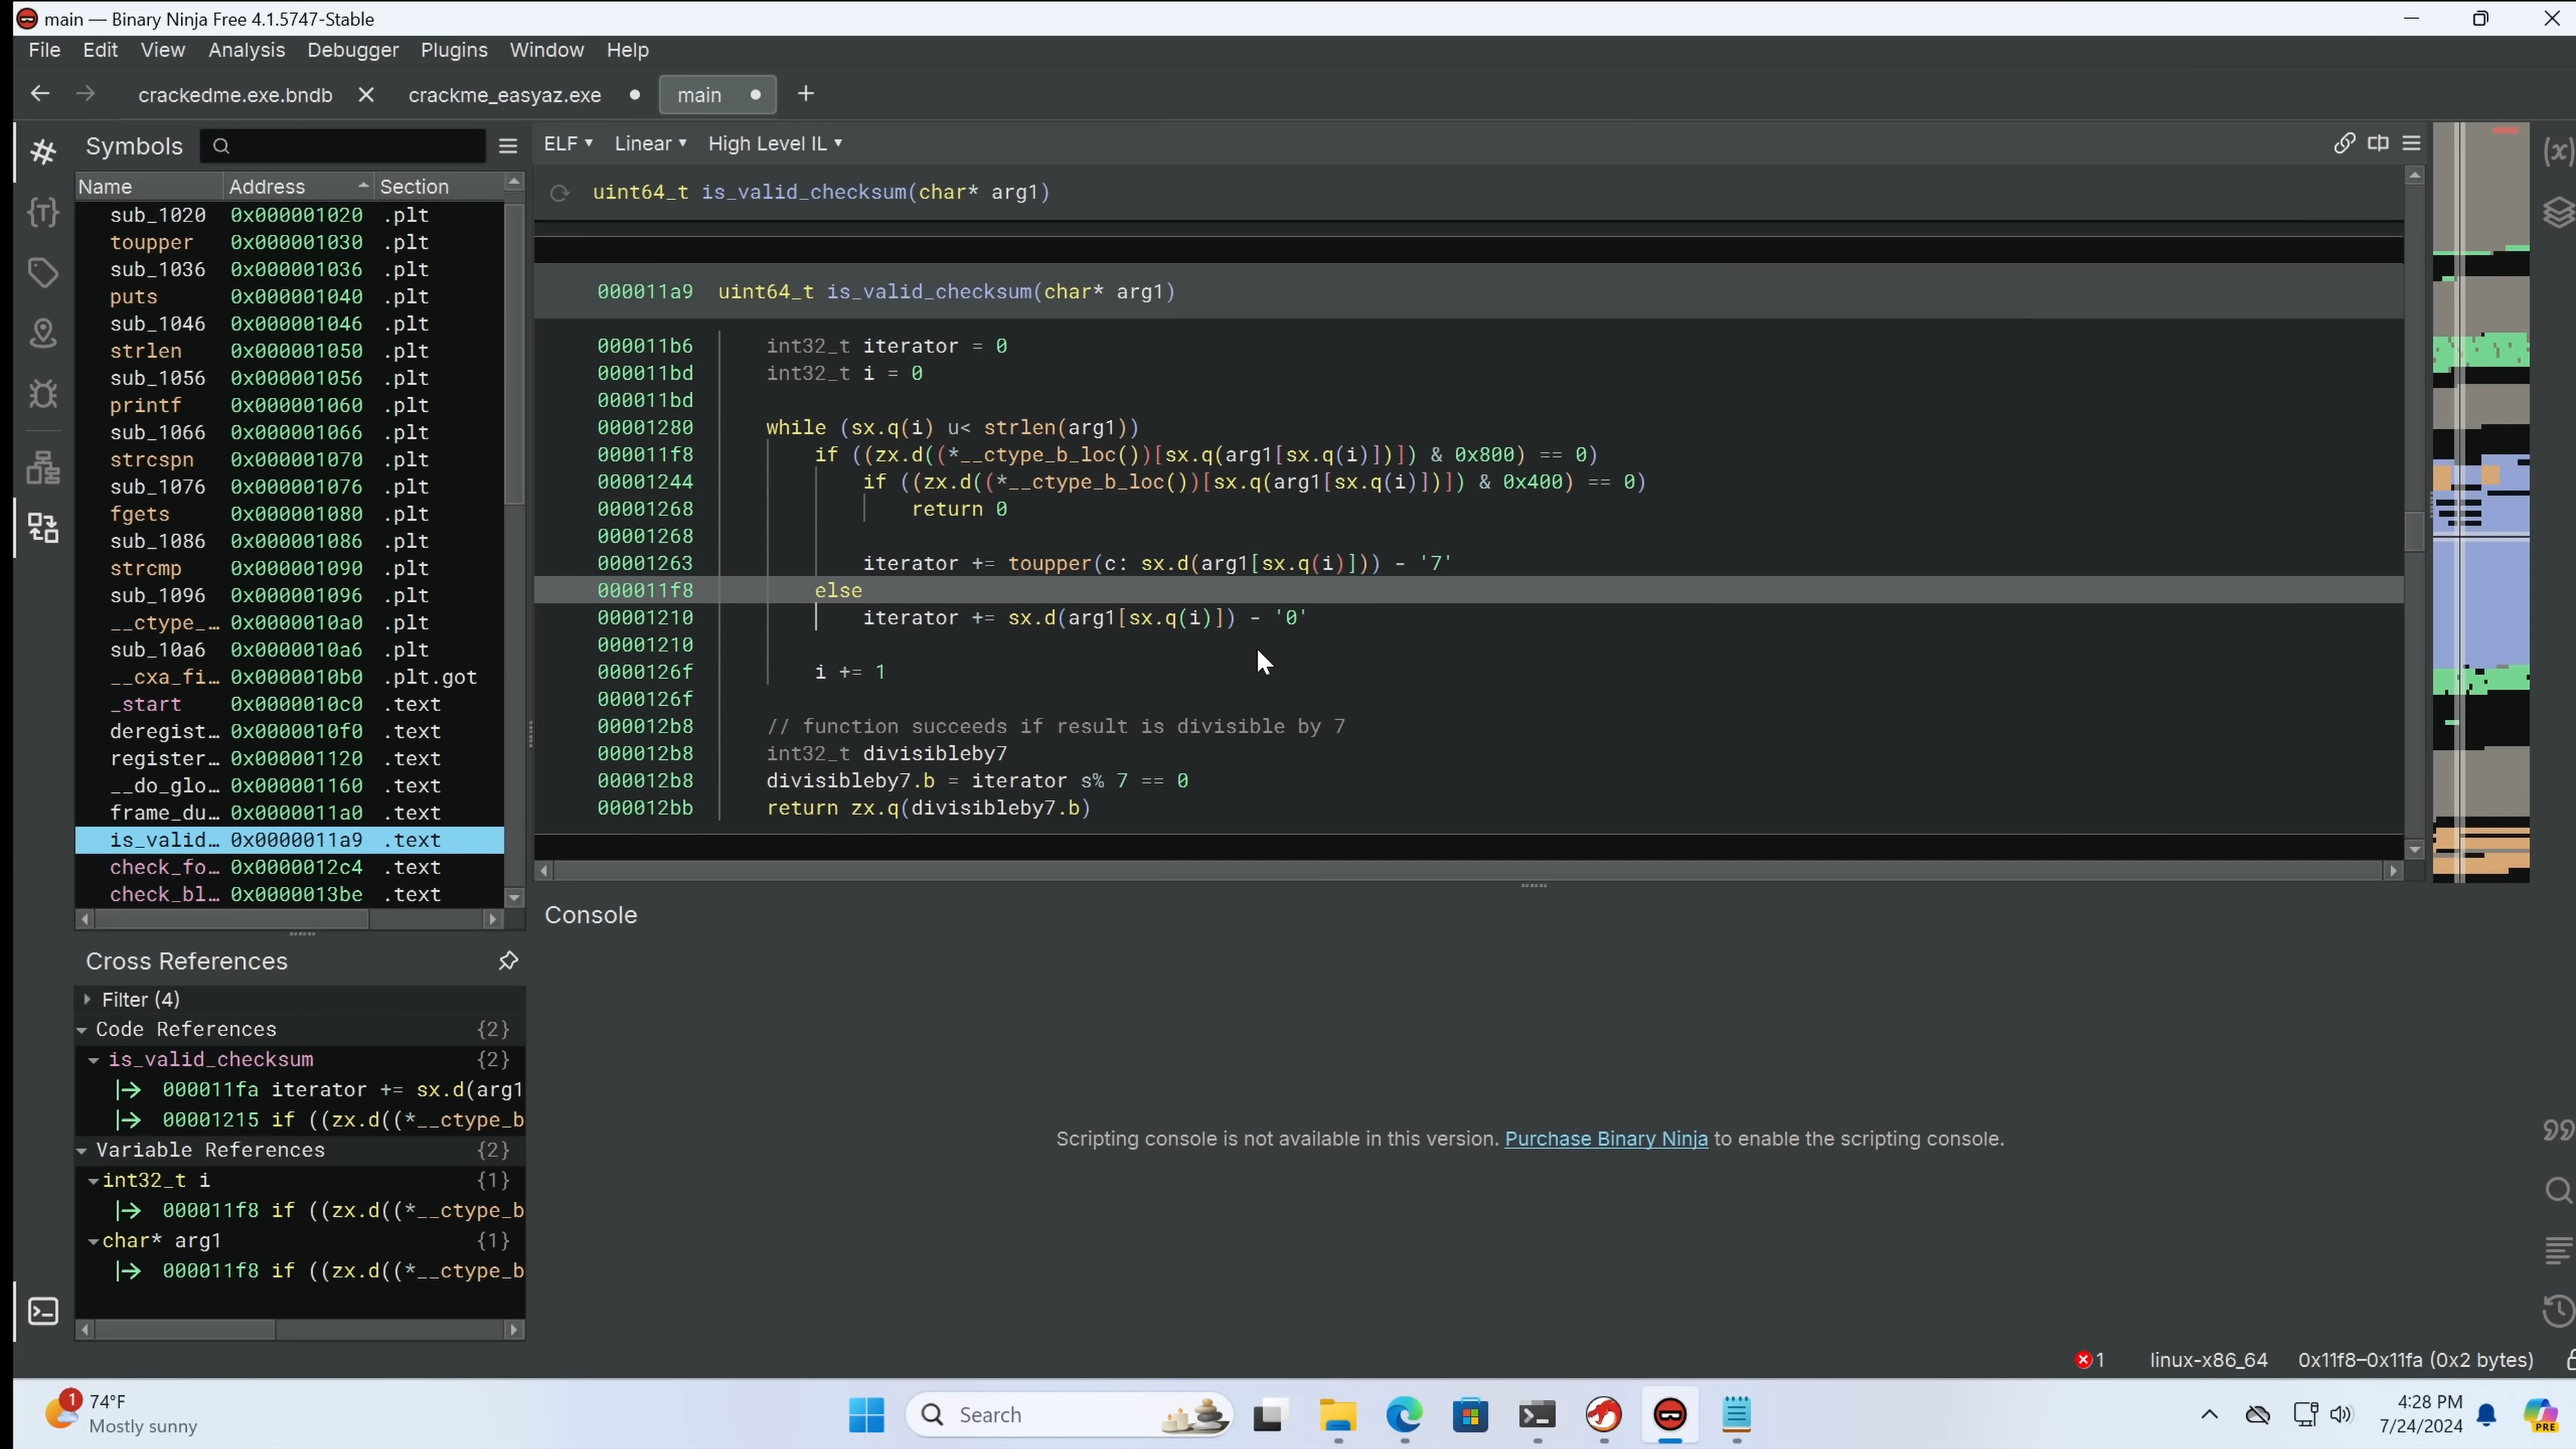 main — Binary Ninja Free 4.1.5747-Stable
File Edit View Analysis Debugger Plugins Window Help
crackedme.exe.bndb crackme_easyaz.exe main
Symbols
ELF Linear High Level IL
Name Address Section
uint64_t is_valid_checksum(char* arg1)
sub_1020 0x000001020 .plt
toupper 0x000001030 .plt
sub_1036 0x000001036 .plt
puts 0x000001040 .plt
sub_1046 0x000001046 .plt
strlen 0x000001050 .plt
sub_1056 0x000001056 .plt
printf 0x000001060 .plt
sub_1066 0x000001066 .plt
strcspn 0x000001070 .plt
sub_1076 0x000001076 .plt
fgets 0x000001080 .plt
sub_1086 0x000001086 .plt
strcmp 0x000001090 .plt
sub_1096 0x000001096 .plt
__ctype_… 0x0000010a0 .plt
sub_10a6 0x0000010a6 .plt
__cxa_fi… 0x0000010b0 .plt.got
_start 0x0000010c0 .text
deregist… 0x0000010f0 .text
register… 0x000001120 .text
__do_glo… 0x000001160 .text
frame_du… 0x0000011a0 .text
is_valid… 0x0000011a9 .text
check_fo… 0x0000012c4 .text
check_bl… 0x0000013be .text
000011a9 uint64_t is_valid_checksum(char* arg1)
000011b6 int32_t iterator = 0
000011bd int32_t i = 0
000011bd
00001280 while (sx.q(i) u< strlen(arg1))
000011f8 if ((zx.d((*__ctype_b_loc())[sx.q(arg1[sx.q(i)])]) & 0x800) == 0)
00001244 if ((zx.d((*__ctype_b_loc())[sx.q(arg1[sx.q(i)])]) & 0x400) == 0)
00001268 return 0
00001268
00001263 iterator += toupper(c: sx.d(arg1[sx.q(i)])) - '7'
000011f8 else
00001210 iterator += sx.d(arg1[sx.q(i)]) - '0'
00001210
0000126f i += 1
0000126f
000012b8 // function succeeds if result is divisible by 7
000012b8 int32_t divisibleby7
000012b8 divisibleby7.b = iterator s% 7 == 0
000012bb return zx.q(divisibleby7.b)
Cross References
Filter (4)
Code References {2}
is_valid_checksum {2}
000011fa iterator += sx.d(arg1
00001215 if ((zx.d((*__ctype_b
Variable References {2}
int32_t i {1}
000011f8 if ((zx.d((*__ctype_b
char* arg1 {1}
000011f8 if ((zx.d((*__ctype_b
Console
Scripting console is not available in this version. Purchase Binary Ninja to enable the scripting console.
1 linux-x86_64 0x11f8–0x11fa (0x2 bytes)
1
74°F
Mostly sunny
Search
4:28 PM
7/24/2024
PRE